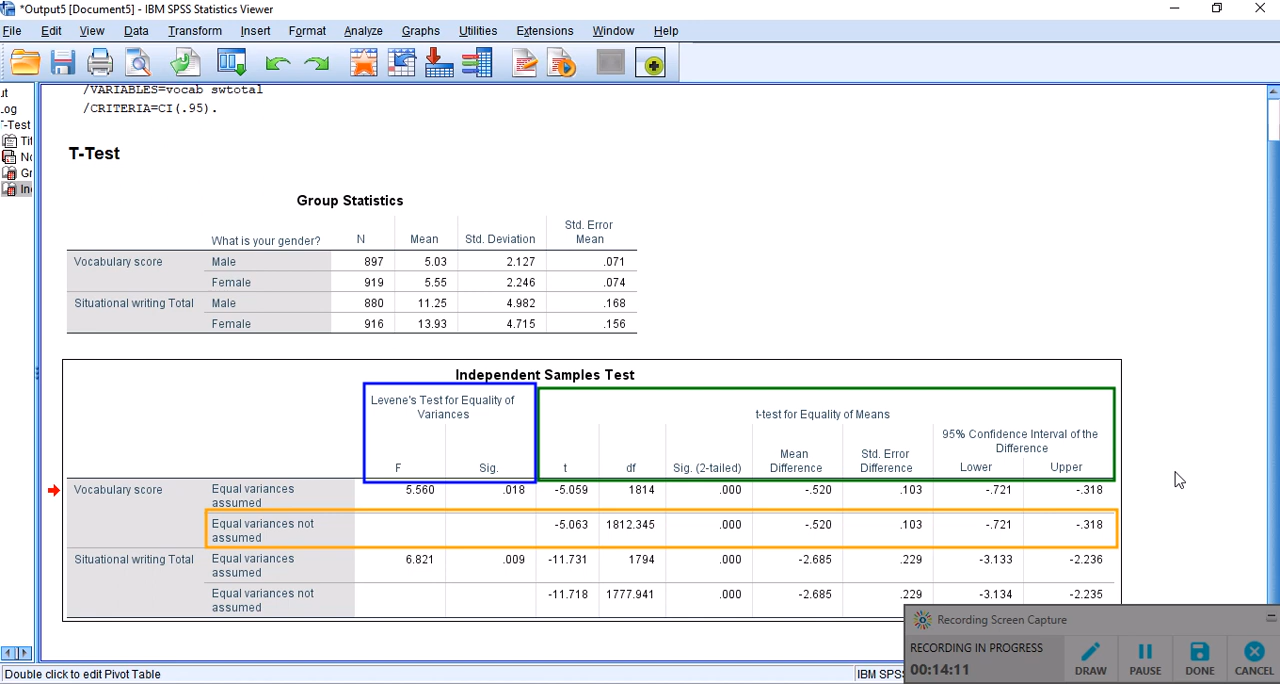 *Output5 [Document5] - IBM SPSS Statistics Viewer
File Edit View Data Transform Insert Format Analyze Graphs Utilities Extensions Window Help
/VARIABLES=vocab swtotal
/CRITERIA=CI(.95).
T-Test
Group Statistics
What is your gender? N Mean Std. Deviation Std. Error Mean
Vocabulary score Male 897 5.03 2.127 .071
Female 919 5.55 2.246 .074
Situational writing Total Male 880 11.25 4.982 .168
Female 916 13.93 4.715 .156
Independent Samples Test
Levene's Test for Equality of Variances
t-test for Equality of Means
95% Confidence Interval of the Difference
F Sig. t df Sig. (2-tailed) Mean Difference Std. Error Difference Lower Upper
Vocabulary score Equal variances assumed 5.560 .018 -5.059 1814 .000 -.520 .103 -.721 -.318
Equal variances not assumed -5.063 1812.345 .000 -.520 .103 -.721 -.318
Situational writing Total Equal variances assumed 6.821 .009 -11.731 1794 .000 -2.685 .229 -3.133 -2.236
Equal variances not assumed -11.718 1777.941 .000 -2.685 .229 -3.134 -2.235
Recording Screen Capture
RECORDING IN PROGRESS
00:14:11
DRAW PAUSE DONE CANCEL
Double click to edit Pivot Table
IBM SPS